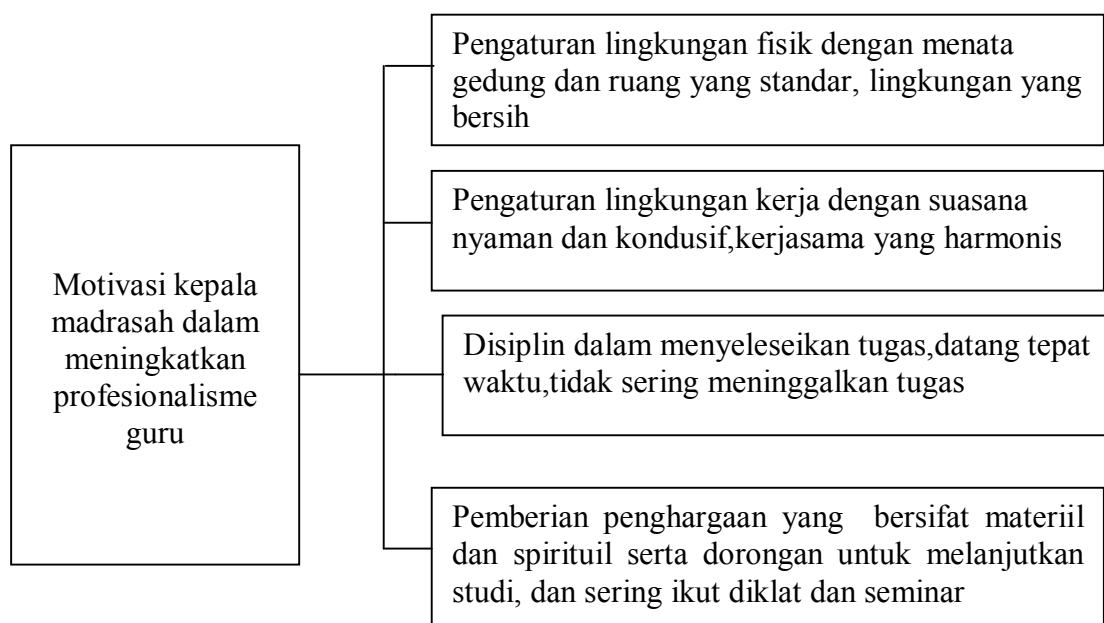 Motivasi kepala
madrasah dalam
meningkatkan
profesionalisme
guru
Pengaturan lingkungan fisik dengan menata
gedung dan ruang yang standar, lingkungan yang
bersih
Pengaturan lingkungan kerja dengan suasana
nyaman dan kondusif,kerjasama yang harmonis
Disiplin dalam menyeleseikan tugas,datang tepat
waktu,tidak sering meninggalkan tugas
Pemberian penghargaan yang bersifat materiil
dan spirituil serta dorongan untuk melanjutkan
studi, dan sering ikut diklat dan seminar